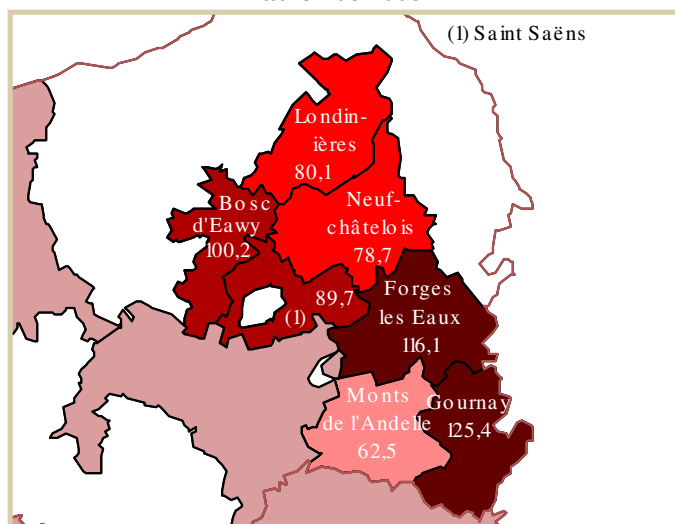 (1) Saint Saëns
Londin-
ières
80,1
Bosc
d'Eawy
100,2
Neuf-
châtelois
78,7
89,7
(1)
Forges
les Eaux
116,1
Monts
de l'Andelle
62,5
Gournay
125,4